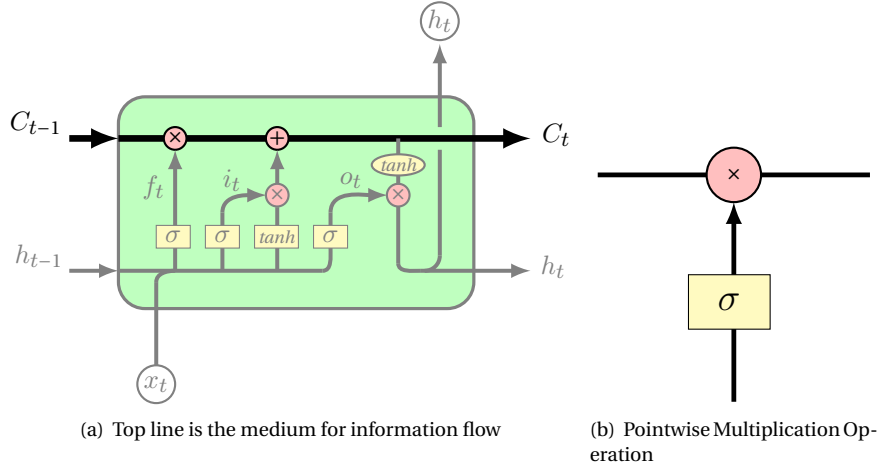 h_t
C_{t-1}
C_t
×
+
tanh
×
f_t
i_t
×
o_t
×
σ
σ
tanh
σ
σ
h_{t-1}
h_t
x_t
(a) Top line is the medium for information flow
(b) Pointwise Multiplication Op-
eration